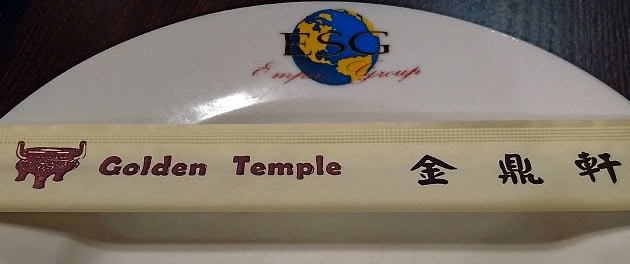 ESG
Empire Group
Golden Temple 金鼎軒